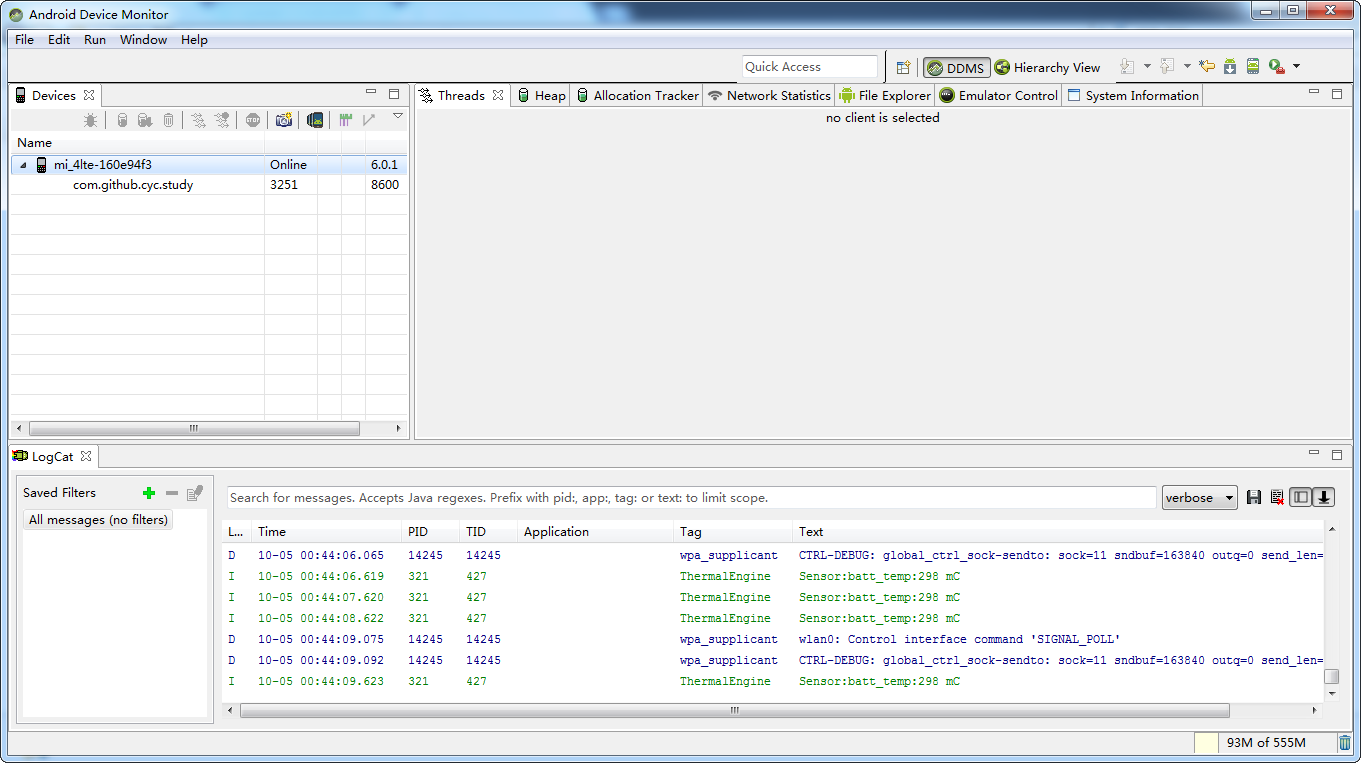 Android Device Monitor
File Edit Run Window Help
Quick Access DDMS Hierarchy View
Devices
Name
mi_4lte-160e94f3 Online 6.0.1
com.github.cyc.study 3251 8600
Threads Heap Allocation Tracker Network Statistics File Explorer Emulator Control System Information
no client is selected
LogCat
Saved Filters
All messages (no filters)
Search for messages. Accepts Java regexes. Prefix with pid:, app:, tag: or text: to limit scope. verbose
L... Time PID TID Application Tag Text
D 10-05 00:44:06.065 14245 14245 wpa_supplicant CTRL-DEBUG: global_ctrl_sock-sendto: sock=11 sndbuf=163840 outq=0 send_len=
I 10-05 00:44:06.619 321 427 ThermalEngine Sensor:batt_temp:298 mC
I 10-05 00:44:07.620 321 427 ThermalEngine Sensor:batt_temp:298 mC
I 10-05 00:44:08.622 321 427 ThermalEngine Sensor:batt_temp:298 mC
D 10-05 00:44:09.075 14245 14245 wpa_supplicant wlan0: Control interface command 'SIGNAL_POLL'
D 10-05 00:44:09.092 14245 14245 wpa_supplicant CTRL-DEBUG: global_ctrl_sock-sendto: sock=11 sndbuf=163840 outq=0 send_len=
I 10-05 00:44:09.623 321 427 ThermalEngine Sensor:batt_temp:298 mC
93M of 555M